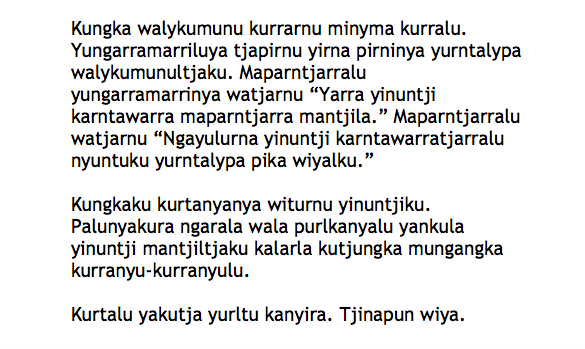 Kungka walykumunu kurrarnu minyma kurralu.
Yungarramarriluya tjapirnu yirna pirninya yurntalypa
walykumunultjaku. Maparntjarralu
yungarramarrinya watjarnu “Yarra yinuntji
karntawarra maparntjarra mantjila.” Maparntjarralu
watjarnu “Ngayulurna yinuntji karntawarratjarralu
nyuntuku yurntalypa pika wiyalku.”

Kungkaku kurtanyanya witurnu yinuntjiku.
Palunyakura ngarala wala purlkanyalu yankula
yinuntji mantjiltjaku kalarla kutjungka mungangka
kurranyu-kurranyulu.

Kurtalu yakutja yurltu kanyira. Tjinapun wiya.